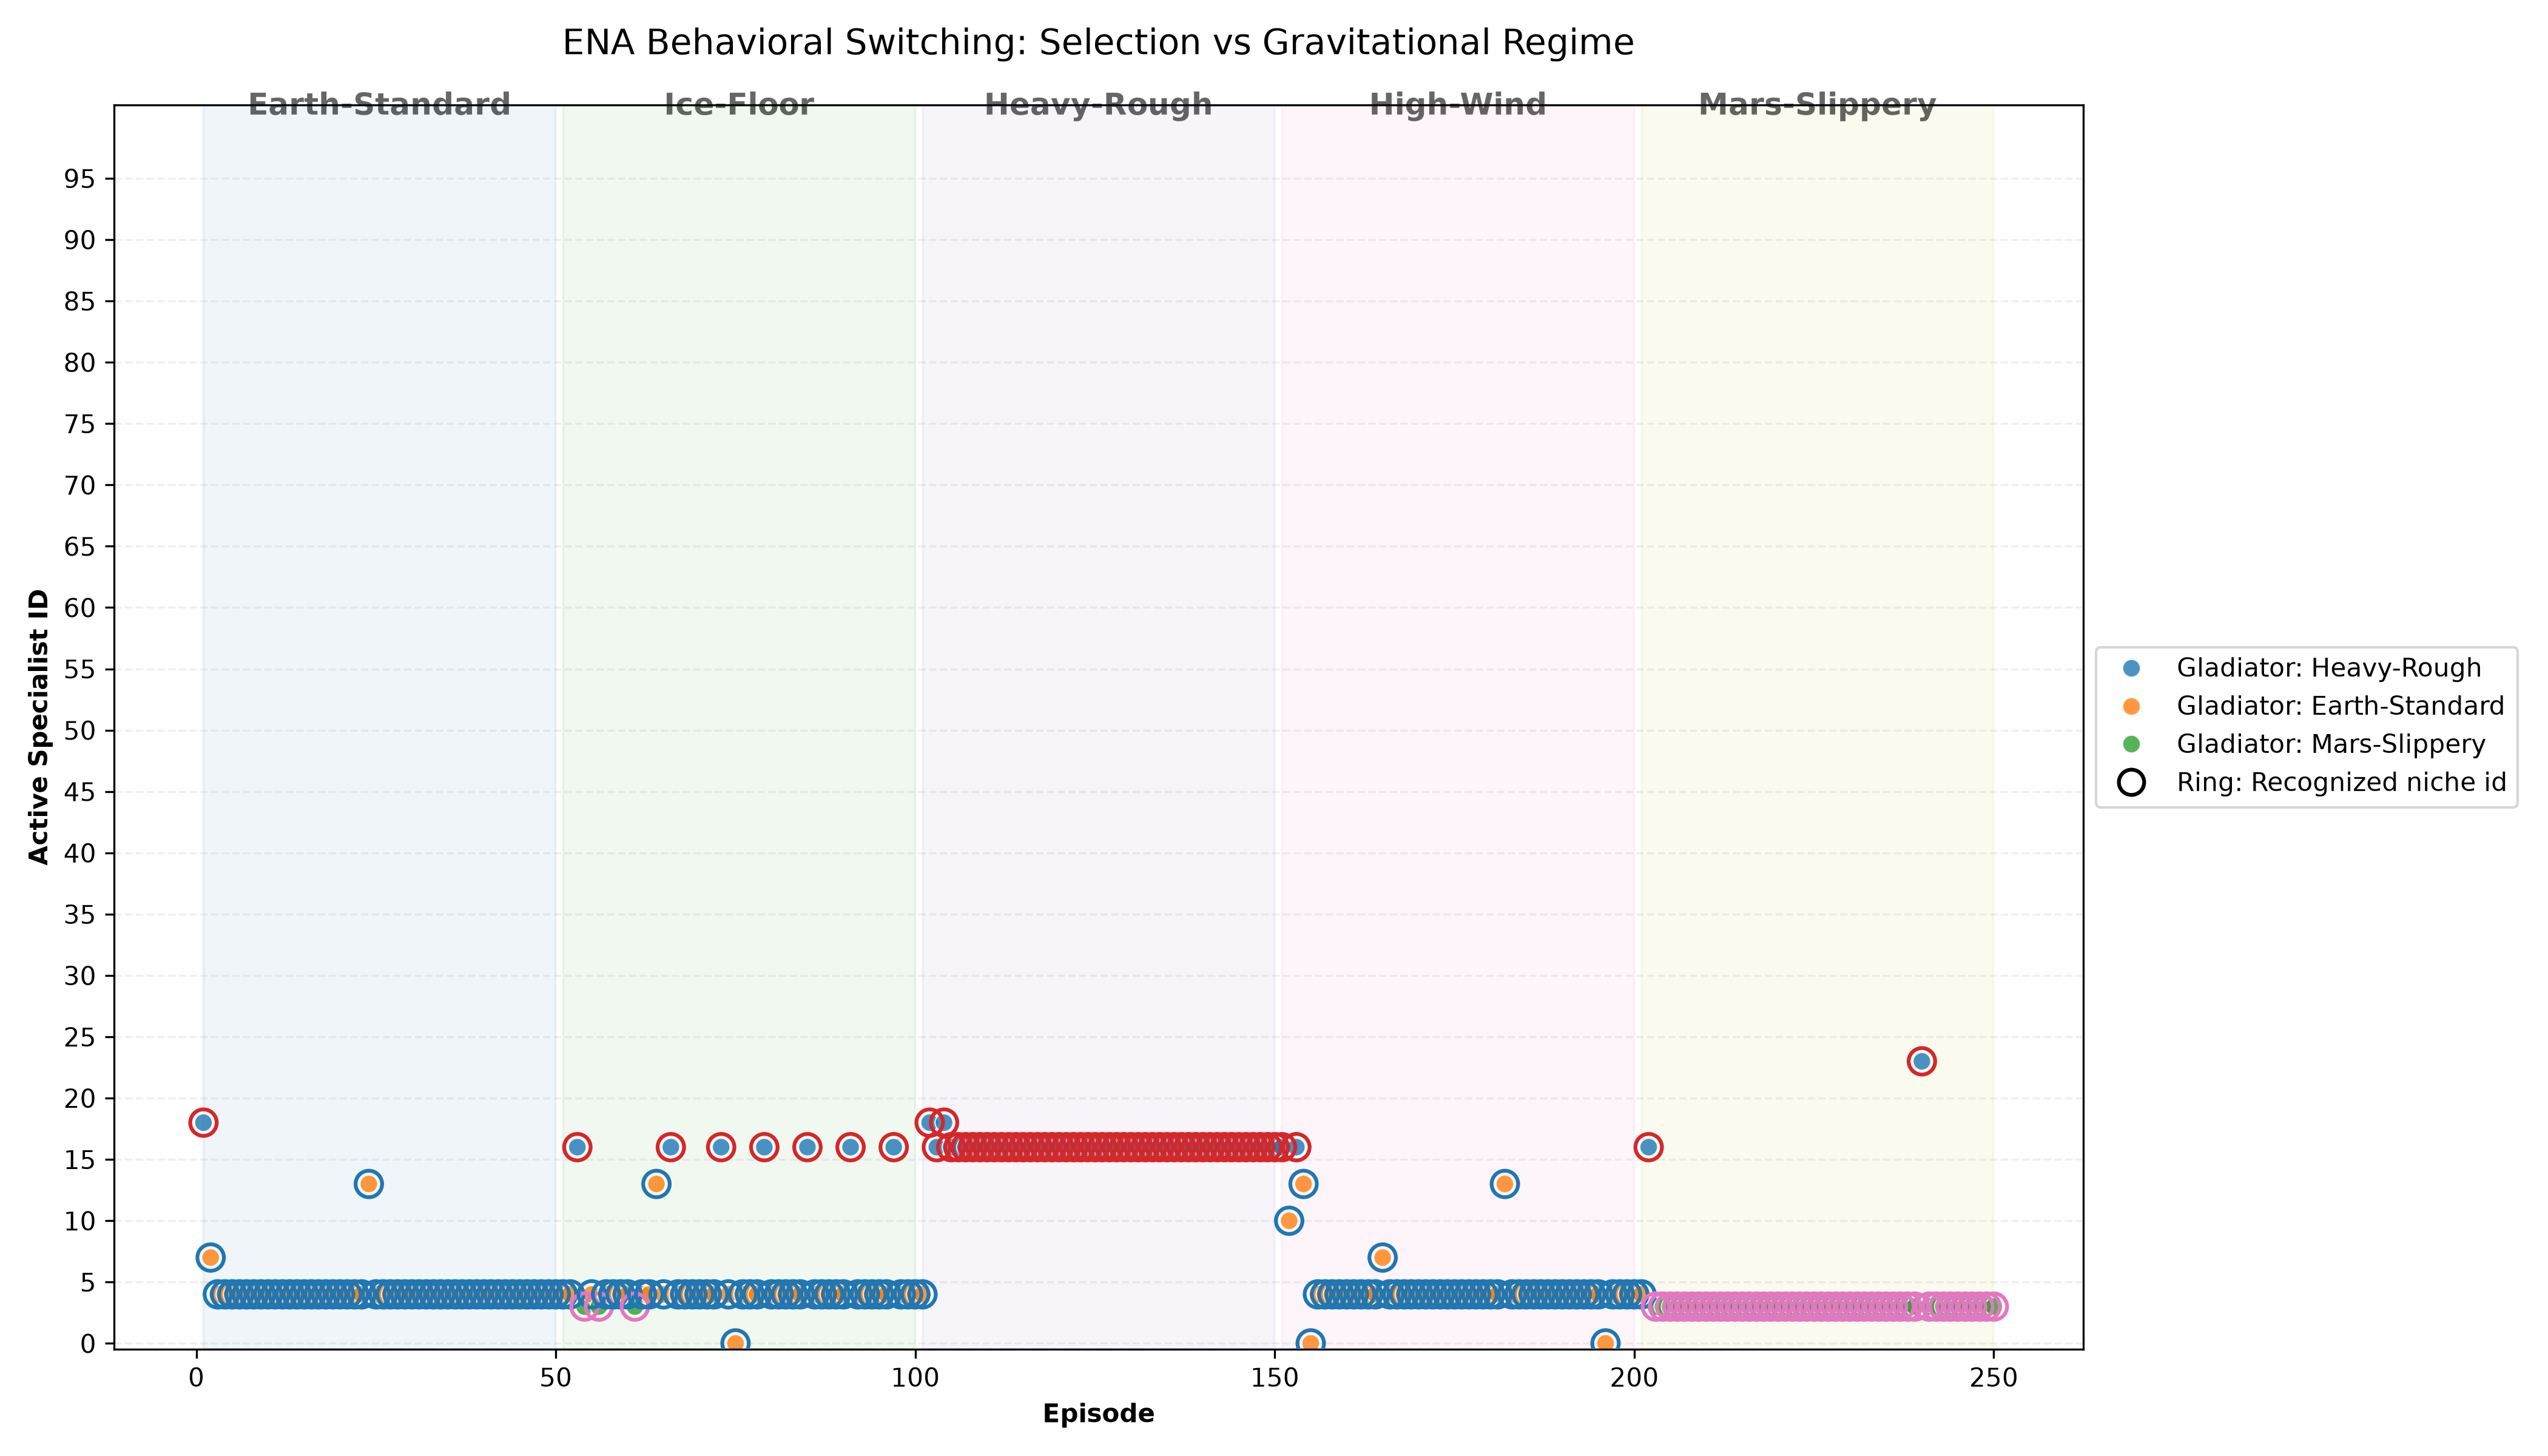 ENA Behavioral Switching: Selection vs Gravitational Regime
Earth-Standard
Ice-Floor
Heavy-Rough
High-Wind
Mars-Slippery
95
90
85
80
75
70
65
60
55
50
45
40
35
30
25
20
15
10
5
0
Active Specialist ID
0
50
100
150
200
250
Episode
Gladiator: Heavy-Rough
Gladiator: Earth-Standard
Gladiator: Mars-Slippery
Ring: Recognized niche id